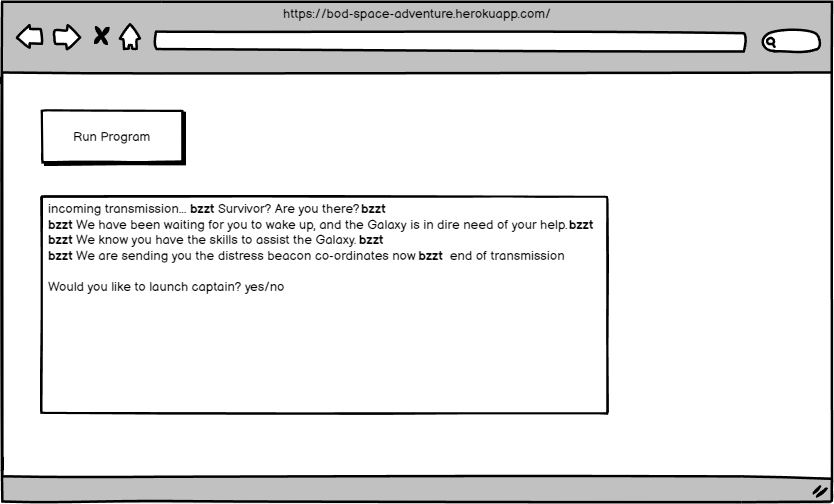 https://bod-space-adventure.herokuapp.com/
Run Program
incoming transmission... bzzt Survivor? Are you there? bzzt
bzzt We have been waiting for you to wake up, and the Galaxy is in dire need of your help. bzzt
bzzt We know you have the skills to assist the Galaxy. bzzt
bzzt We are sending you the distress beacon co-ordinates now bzzt end of transmission
Would you like to launch captain? yes/no